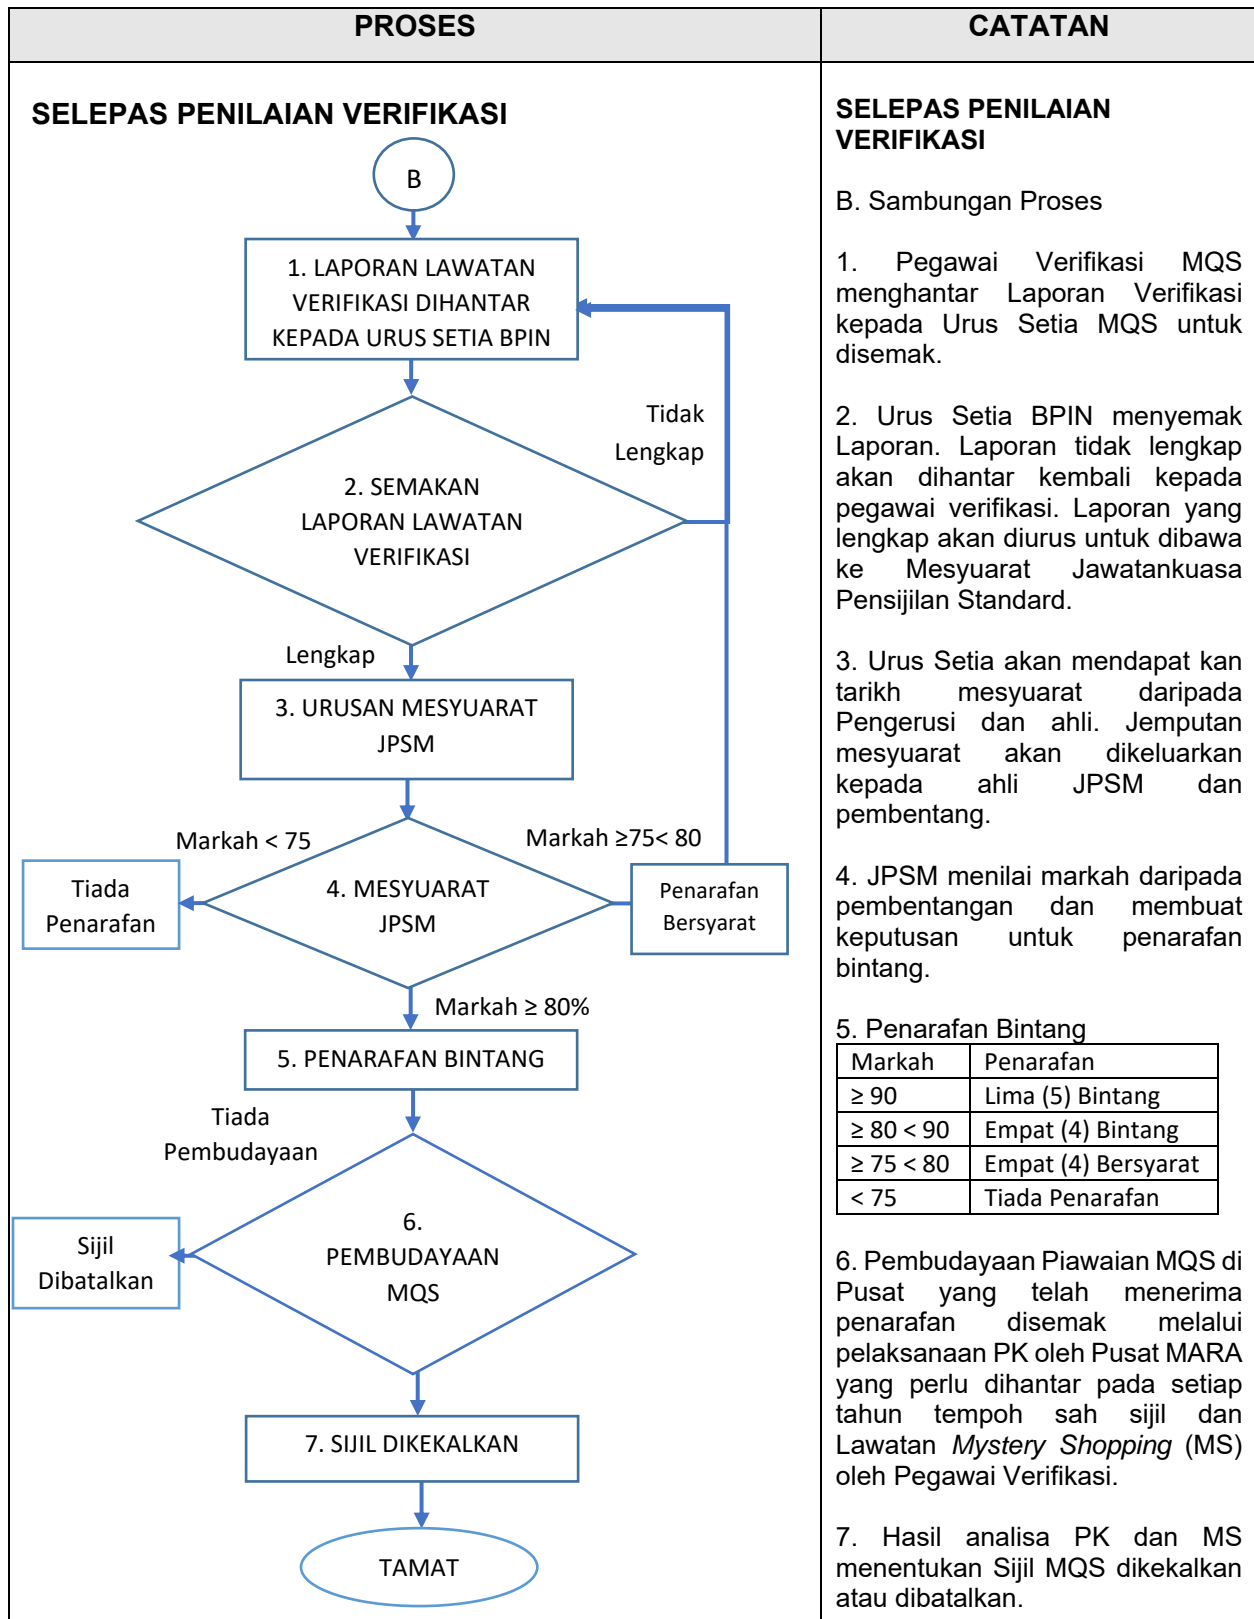 PROSES
CATATAN
SELEPAS PENILAIAN VERIFIKASI
B
1. LAPORAN LAWATAN
VERIFIKASI DIHANTAR
KEPADA URUS SETIA BPIN
Tidak
Lengkap
2. SEMAKAN
LAPORAN LAWATAN
VERIFIKASI
Lengkap
3. URUSAN MESYUARAT
JPSM
Markah < 75
Markah ≥75< 80
Tiada
Penarafan
4. MESYUARAT
JPSM
Penarafan
Bersyarat
Markah ≥ 80%
5. PENARAFAN BINTANG
Tiada
Pembudayaan
6.
PEMBUDAYAAN
MQS
Sijil
Dibatalkan
7. SIJIL DIKEKALKAN
TAMAT
SELEPAS PENILAIAN
VERIFIKASI
B. Sambungan Proses
1. Pegawai Verifikasi MQS
menghantar Laporan Verifikasi
kepada Urus Setia MQS untuk
disemak.
2. Urus Setia BPIN menyemak
Laporan. Laporan tidak lengkap
akan dihantar kembali kepada
pegawai verifikasi. Laporan yang
lengkap akan diurus untuk dibawa
ke Mesyuarat Jawatankuasa
Pensijilan Standard.
3. Urus Setia akan mendapat kan
tarikh mesyuarat daripada
Pengerusi dan ahli. Jemputan
mesyuarat akan dikeluarkan
kepada ahli JPSM dan
pembentang.
4. JPSM menilai markah daripada
pembentangan dan membuat
keputusan untuk penarafan
bintang.
5. Penarafan Bintang
Markah Penarafan
≥ 90 Lima (5) Bintang
≥ 80 < 90 Empat (4) Bintang
≥ 75 < 80 Empat (4) Bersyarat
< 75 Tiada Penarafan
6. Pembudayaan Piawaian MQS di
Pusat yang telah menerima
penarafan disemak melalui
pelaksanaan PK oleh Pusat MARA
yang perlu dihantar pada setiap
tahun tempoh sah sijil dan
Lawatan Mystery Shopping (MS)
oleh Pegawai Verifikasi.
7. Hasil analisa PK dan MS
menentukan Sijil MQS dikekalkan
atau dibatalkan.